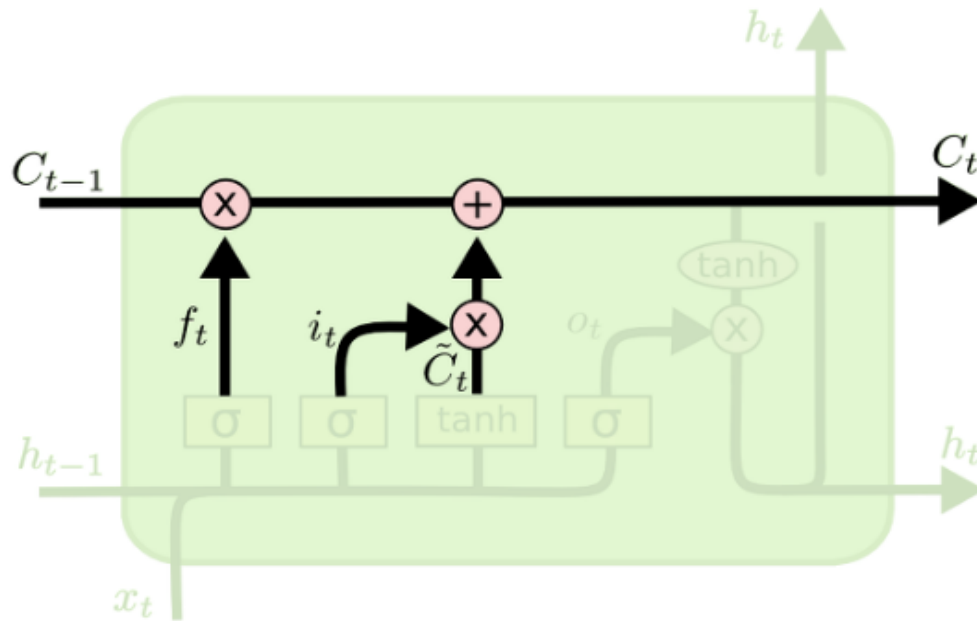 h_t
C_{t-1} C_t
x +
tanh
f_t i_t x o_t x
C̃_t
σ σ tanh σ
h_{t-1} h_t
x_t